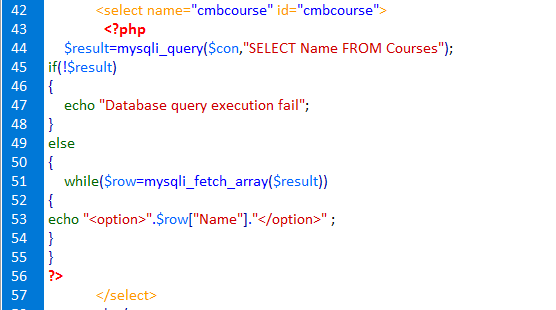 42 <select name="cmbcourse" id="cmbcourse">
43 <?php
44 $result=mysqli_query($con,"SELECT Name FROM Courses");
45 if(!$result)
46 {
47 echo "Database query execution fail";
48 }
49 else
50 {
51 while($row=mysqli_fetch_array($result))
52 {
53 echo "<option>".$row["Name"]."</option>" ;
54 }
55 }
56 ?>
57 </select>